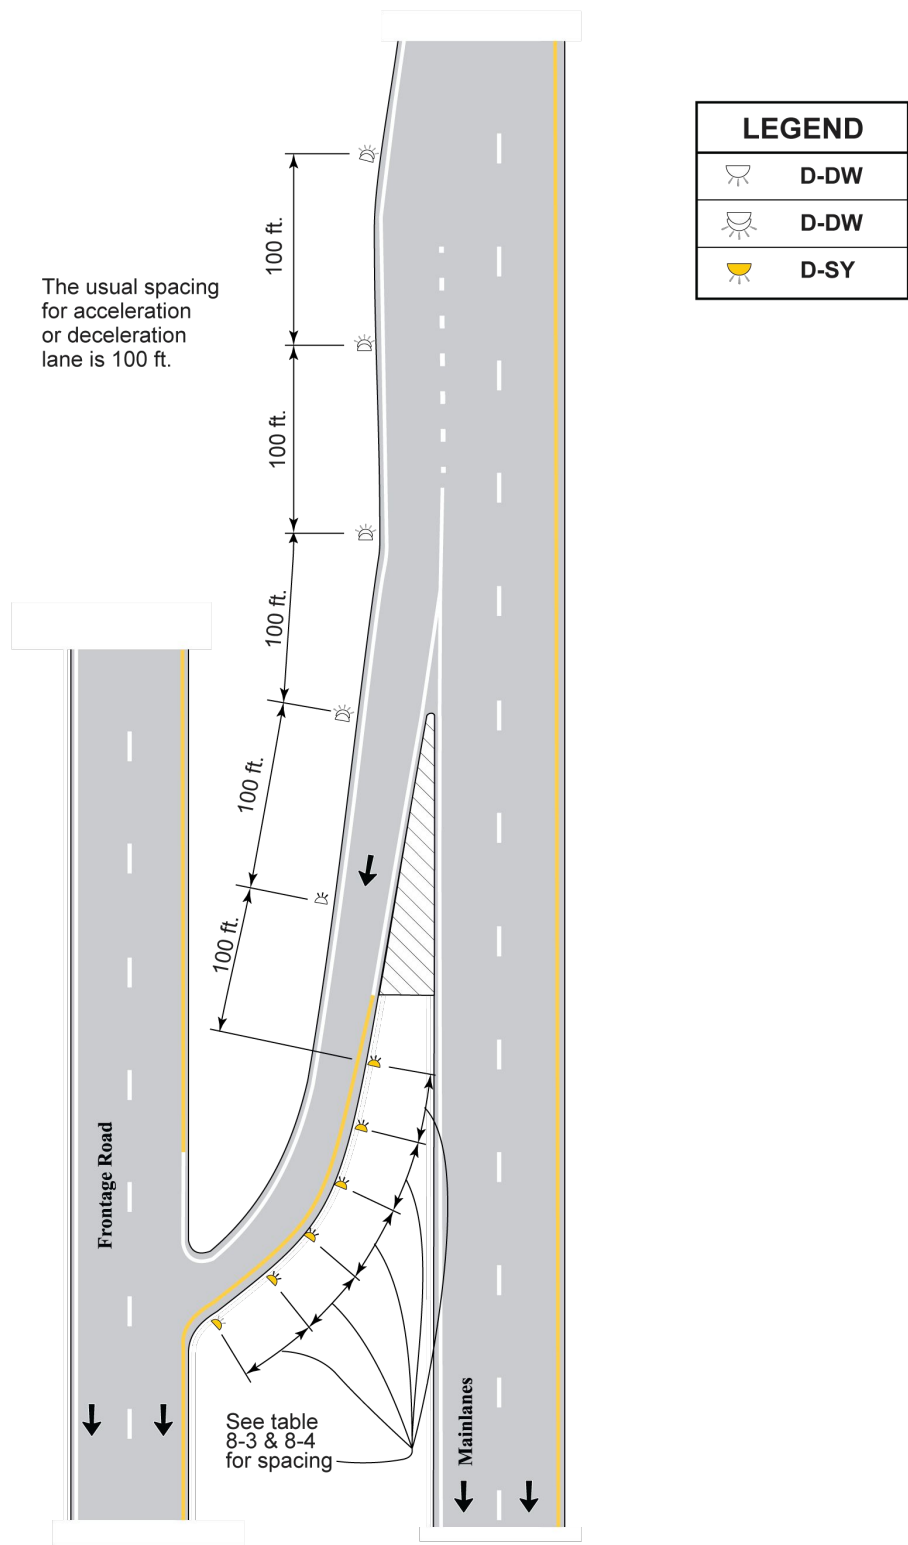 LEGEND
D-DW
D-DW
D-SY
The usual spacing
for acceleration
or deceleration
lane is 100 ft.
100 ft.
100 ft.
100 ft.
100 ft.
100 ft.
Frontage Road
Mainlanes
See table
8-3 & 8-4
for spacing